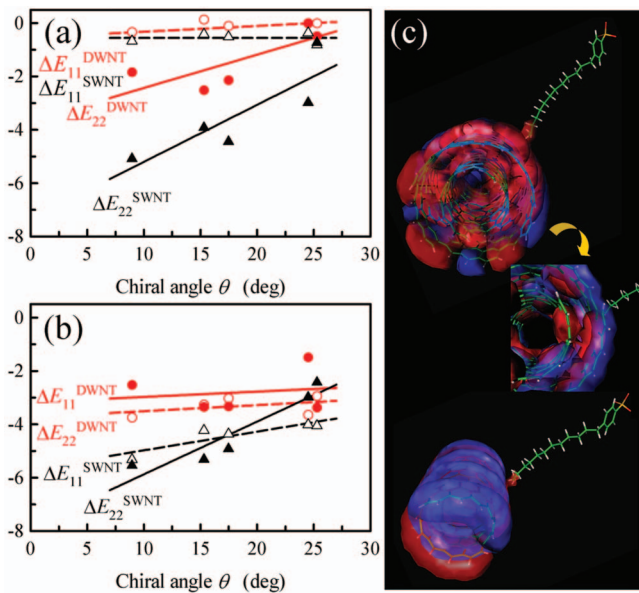 (a)
0
-2
-4
-6
-8
ΔE₁₁ᴰᵂᴺᵀ
ΔE₁₁ˢᵂᴺᵀ
ΔE₂₂ᴰᵂᴺᵀ
ΔE₂₂ˢᵂᴺᵀ
0 5 10 15 20 25 30
Chiral angle θ (deg)
(b)
0
-2
-4
-6
-8
ΔE₁₁ᴰᵂᴺᵀ
ΔE₂₂ᴰᵂᴺᵀ
ΔE₁₁ˢᵂᴺᵀ
ΔE₂₂ˢᵂᴺᵀ
0 5 10 15 20 25 30
Chiral angle θ (deg)
(c)